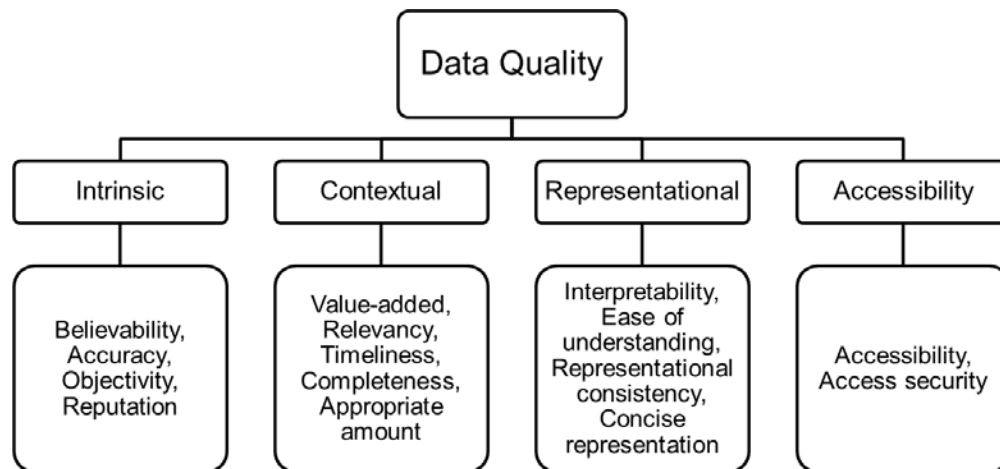 Data Quality
Intrinsic
Contextual
Representational
Accessibility
Believability,
Accuracy,
Objectivity,
Reputation
Value-added,
Relevancy,
Timeliness,
Completeness,
Appropriate
amount
Interpretability,
Ease of
understanding,
Representational
consistency,
Concise
representation
Accessibility,
Access security